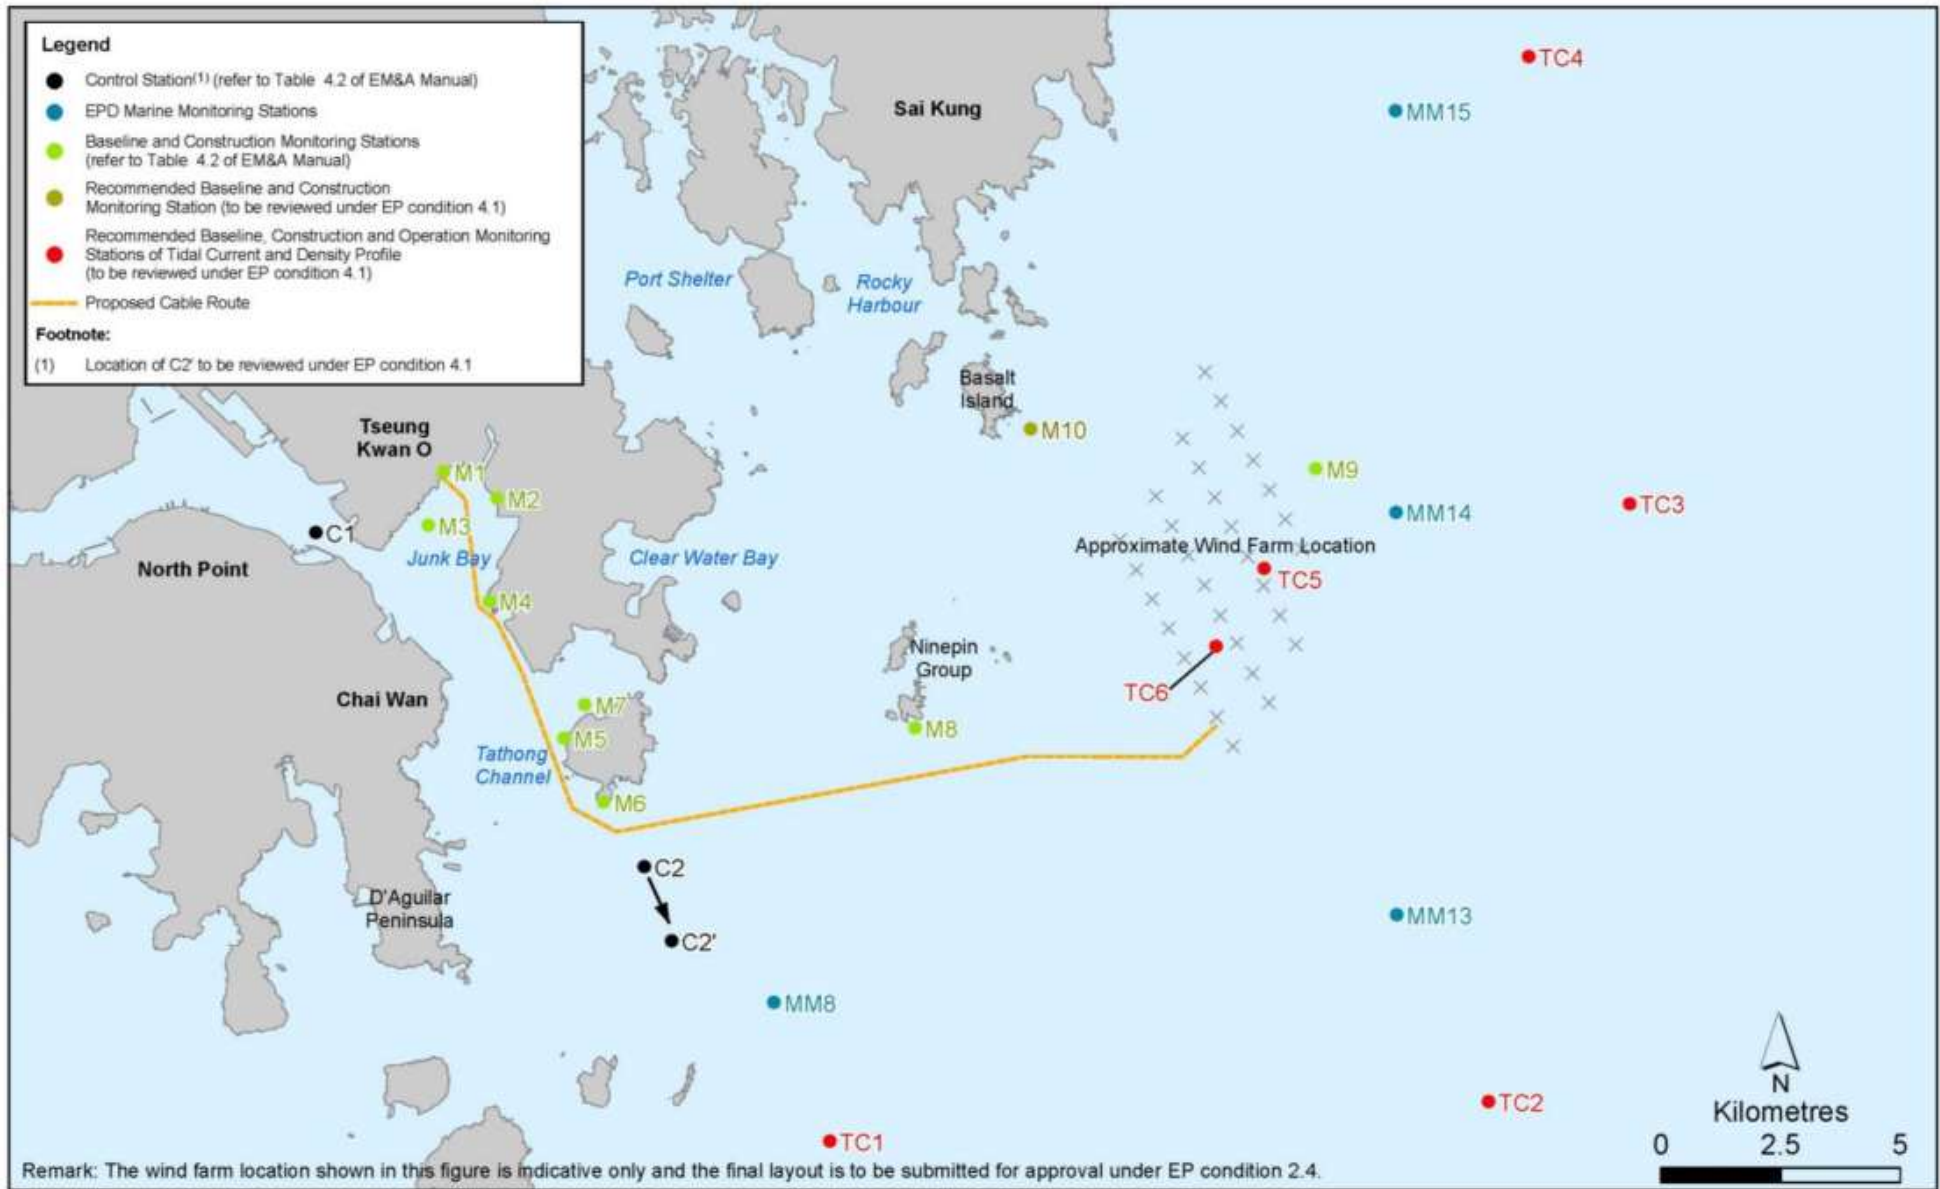 Legend
Control Station(1) (refer to Table 4.2 of EM&A Manual)
EPD Marine Monitoring Stations
Baseline and Construction Monitoring Stations
(refer to Table 4.2 of EM&A Manual)
Recommended Baseline and Construction
Monitoring Station (to be reviewed under EP condition 4.1)
Recommended Baseline, Construction and Operation Monitoring
Stations of Tidal Current and Density Profile
(to be reviewed under EP condition 4.1)
Proposed Cable Route
Footnote:
(1) Location of C2' to be reviewed under EP condition 4.1
TC4
MM15
Sai Kung
Port Shelter
Rocky
Harbour
Basalt
Island
M10
Tseung
Kwan O
M1
M2
M3
C1
Junk Bay
Clear Water Bay
North Point
M9
MM14
TC3
Approximate Wind Farm Location
TC5
M4
Ninepin
Group
TC6
Chai Wan
M7
M5
M8
Tathong
Channel
M6
C2
C2'
D'Aguilar
Peninsula
MM13
MM8
TC2
TC1
N
Kilometres
0 2.5 5
Remark: The wind farm location shown in this figure is indicative only and the final layout is to be submitted for approval under EP condition 2.4.